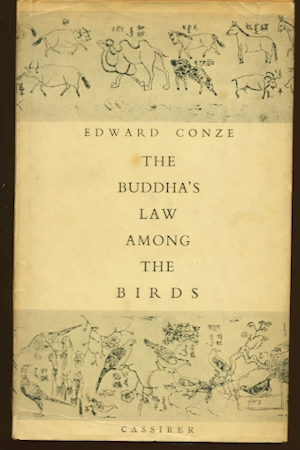 EDWARD CONZE
THE
BUDDHA'S
LAW
AMONG
THE
BIRDS
CASSIRER